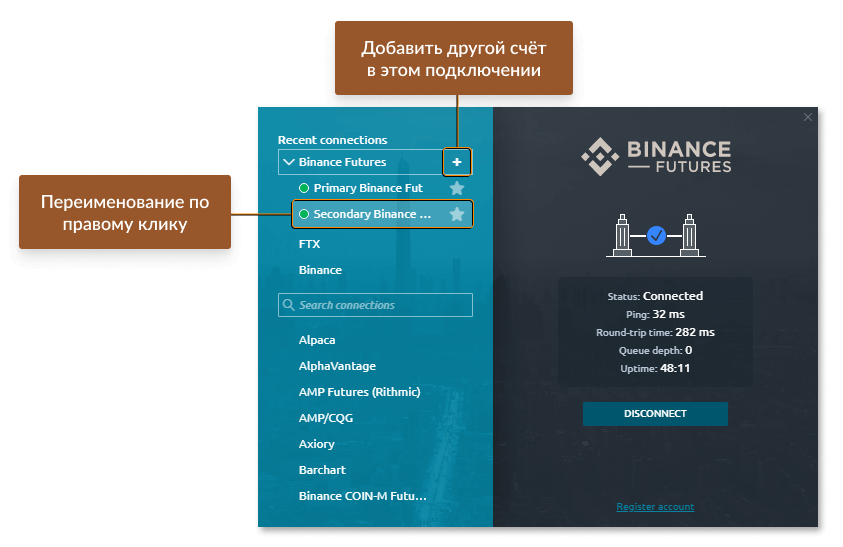 Добавить другой счёт
в этом подключении
Переименование по
правому клику
Recent connections
Binance Futures
+
Primary Binance Fut
Secondary Binance ...
FTX
Binance
Search connections
Alpaca
AlphaVantage
AMP Futures (Rithmic)
AMP/CQG
Axiory
Barchart
Binance COIN-M Futu...
BINANCE
FUTURES
Status: Connected
Ping: 32 ms
Round-trip time: 282 ms
Queue depth: 0
Uptime: 48:11
DISCONNECT
Register account